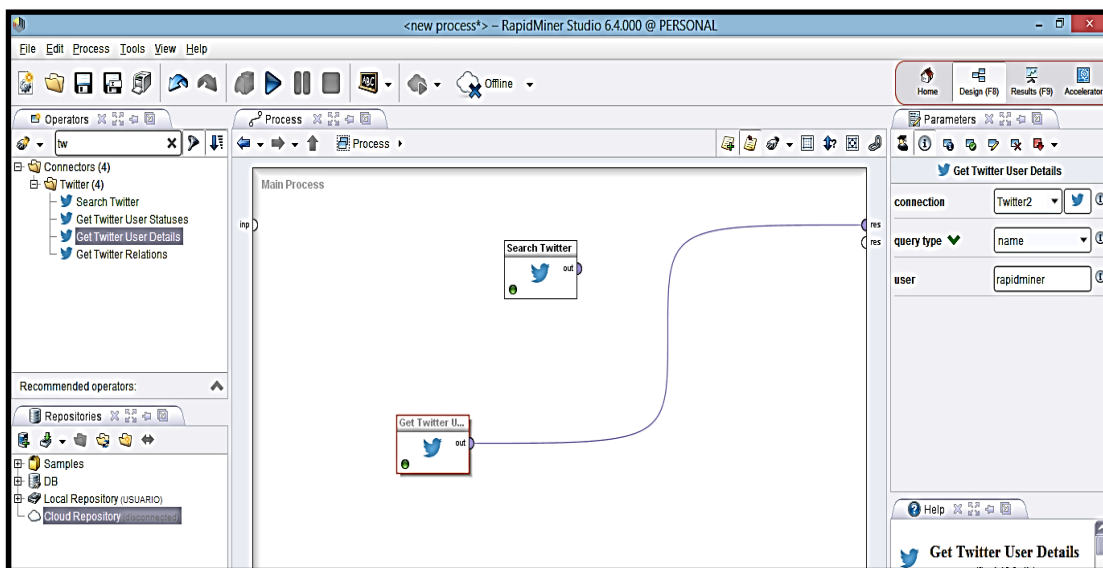 <new process*> – RapidMiner Studio 6.4.000 @ PERSONAL
File Edit Process Tools View Help
Offline
Home Design (F8) Results (F9) Accelerator
Operators
tw
Connectors (4)
Twitter (4)
Search Twitter
Get Twitter User Statuses
Get Twitter User Details
Get Twitter Relations
Recommended operators:
Repositories
Samples
DB
Local Repository (USUARIO)
Cloud Repository (disconnected)
Process
Process
Main Process
inp
Search Twitter
out
Get Twitter U...
out
res
res
Parameters
Get Twitter User Details
connection Twitter2
query type name
user rapidminer
Help
Get Twitter User Details